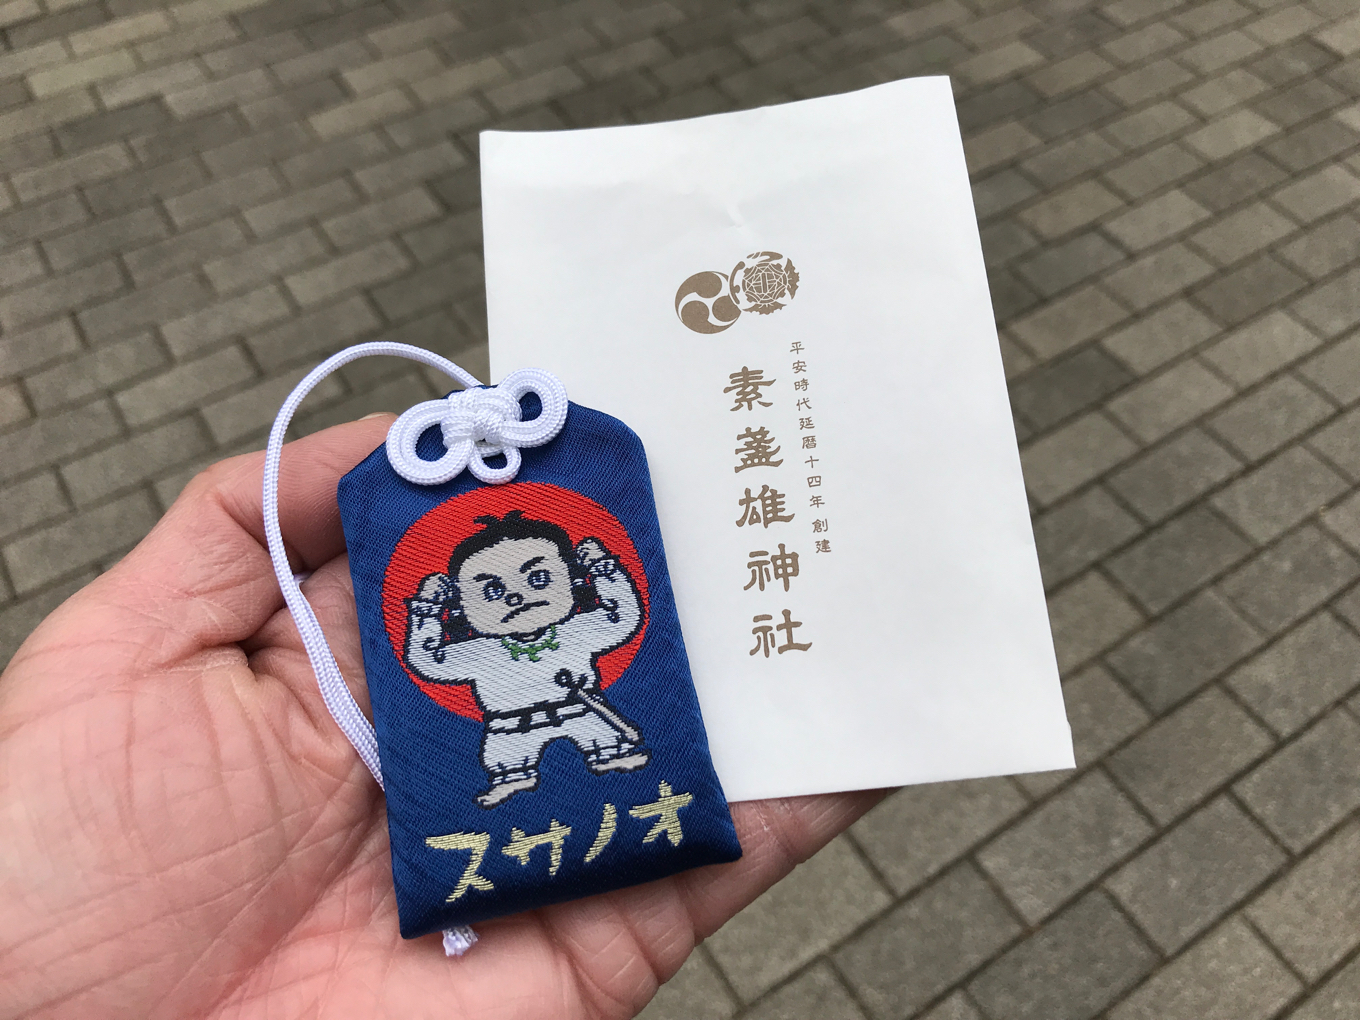 平安時代延暦十四年創建
素盞雄神社
スサノオ